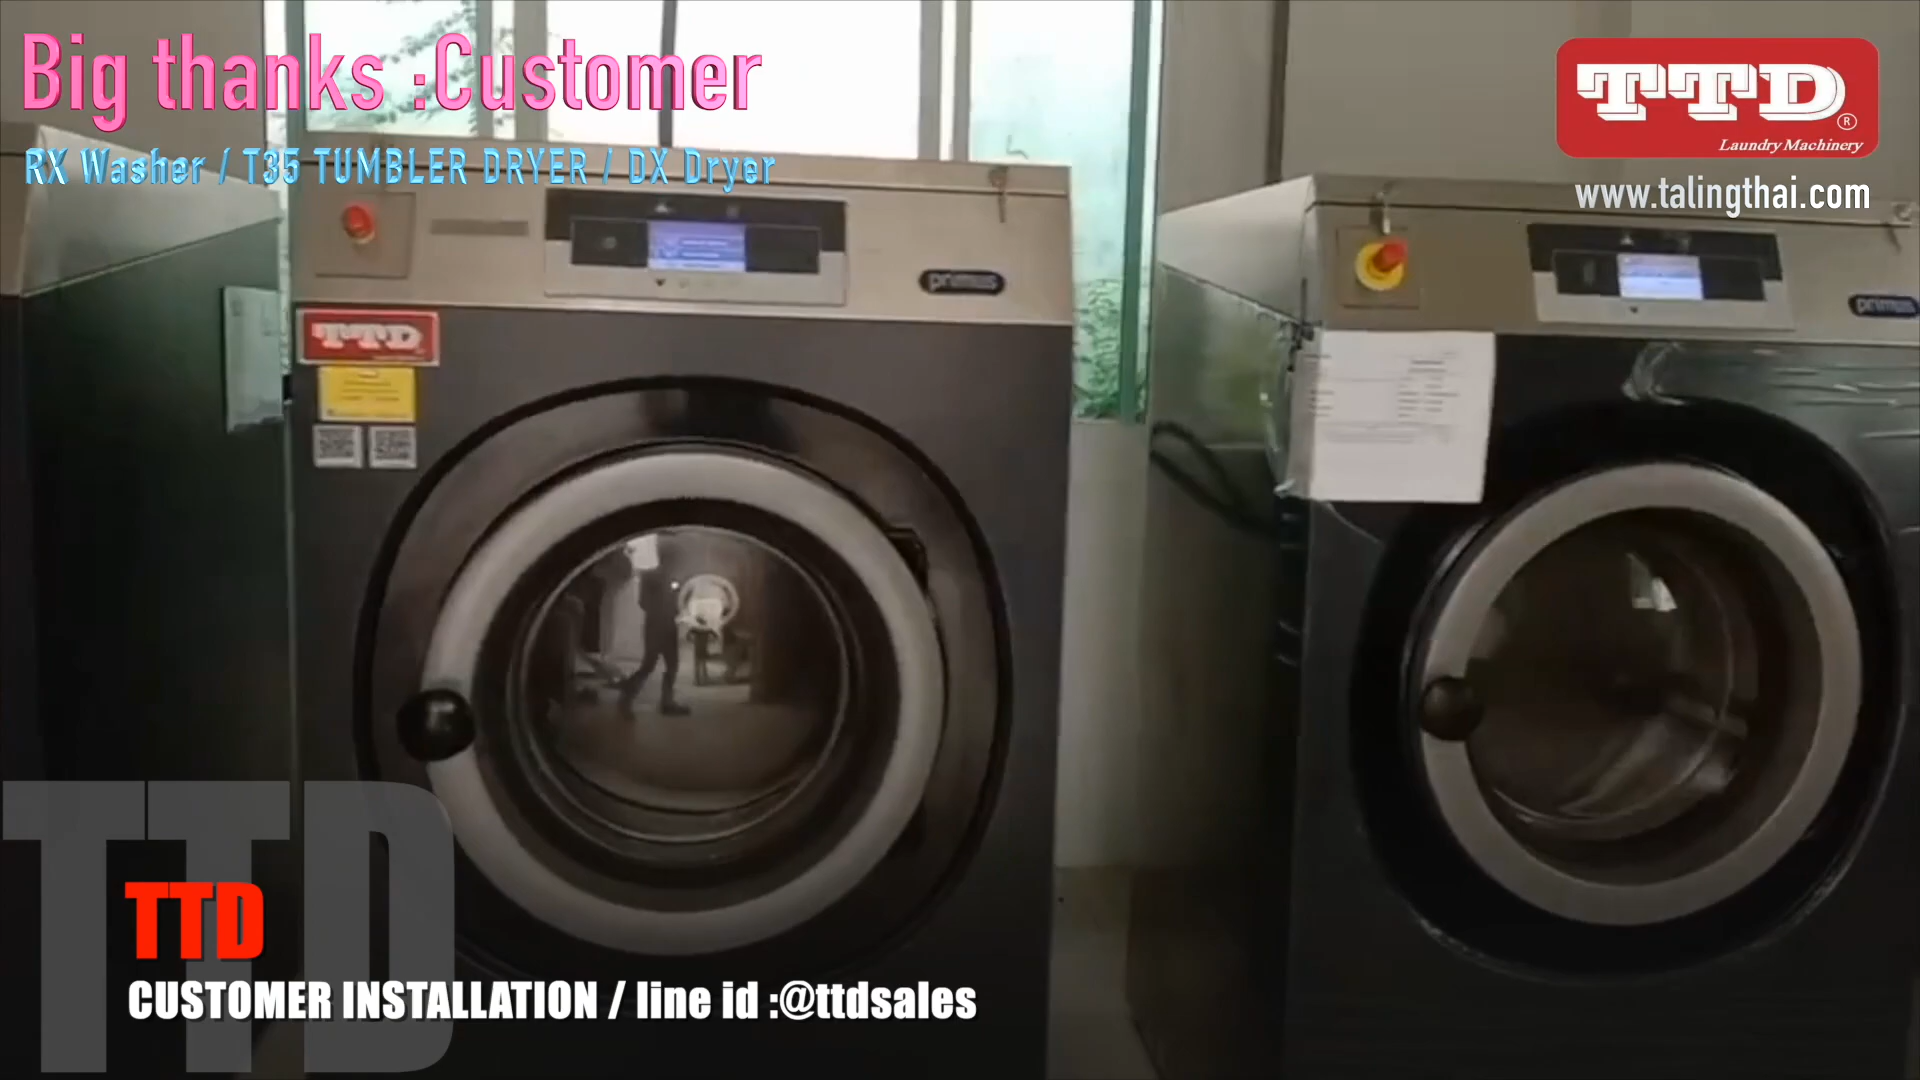 Big thanks :Customer
RX Washer / T35 TUMBLER DRYER / DX Dryer
TTD®
Laundry Machinery
www.talingthai.com
primus
primus
TTD
TTD
TTD
CUSTOMER INSTALLATION / line id :@ttdsales